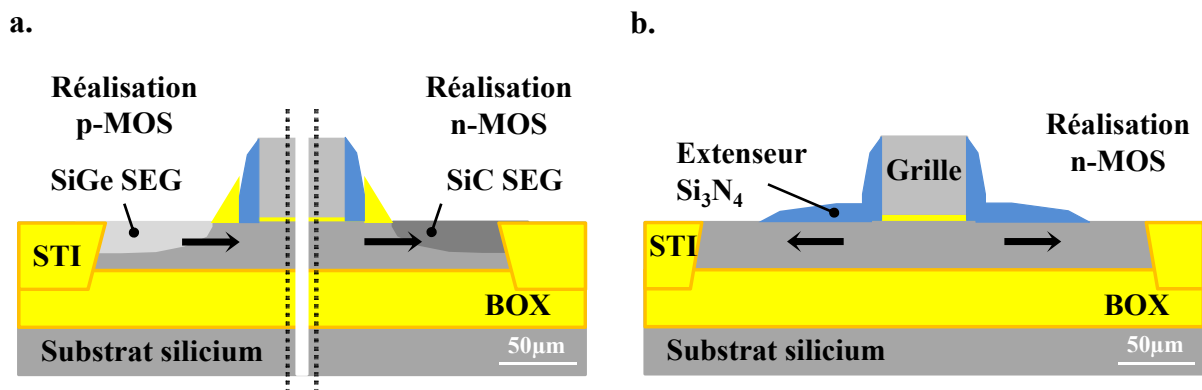 a.
Réalisation
p-MOS
Réalisation
n-MOS
SiGe SEG
SiC SEG
STI
BOX
Substrat silicium
50µm
b.
Réalisation
n-MOS
Extenseur
Si₃N₄
Grille
STI
BOX
Substrat silicium
50µm